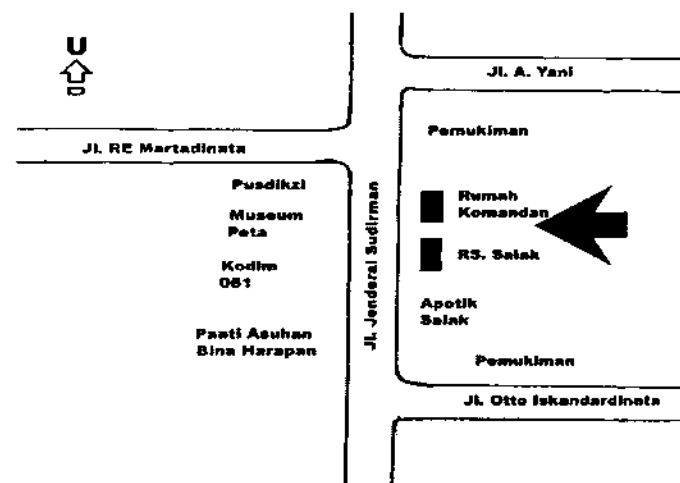 U
Jl. A. Yani
Pemukiman
Jl. RE Martadinata
Pusdikzi
Rumah
Komandan
Museum
Peta
Jl. Jenderal Sudirman
RS. Salak
Kodim
061
Apotik
Salak
Panti Asuhan
Bina Harapan
Pemukiman
Jl. Otto Iskandardinata